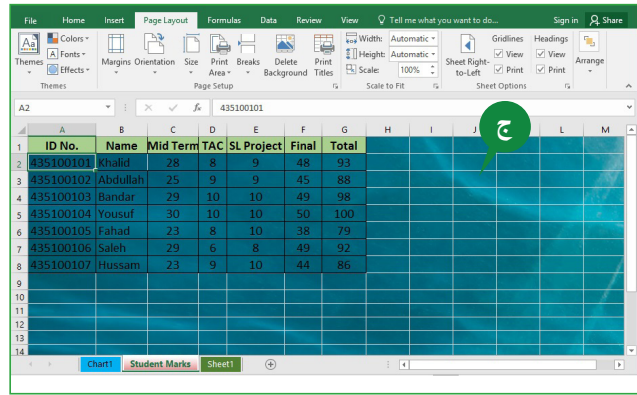 File Home Insert Page Layout Formulas Data Review View Tell me what you want to do... Sign in Share
Colors Width: Automatic Gridlines Headings
Fonts Height: Automatic View View
Effects Scale: 100% Print Print
Themes Margins Orientation Size Print Area Breaks Delete Background Print Titles Sheet Right-to-Left Arrange
Themes Page Setup Scale to Fit Sheet Options
A2 fx 435100101
ج
A B C D E F G H I J L M
1 ID No. Name Mid Term TAC SL Project Final Total
2 435100101 Khalid 28 8 9 48 93
3 435100102 Abdullah 25 9 9 45 88
4 435100103 Bandar 29 10 10 49 98
5 435100104 Yousuf 30 10 10 50 100
6 435100105 Fahad 23 8 10 38 79
7 435100106 Saleh 29 6 8 49 92
8 435100107 Hussam 23 9 10 44 86
9
10
11
12
13
14
Chart1 Student Marks Sheet1